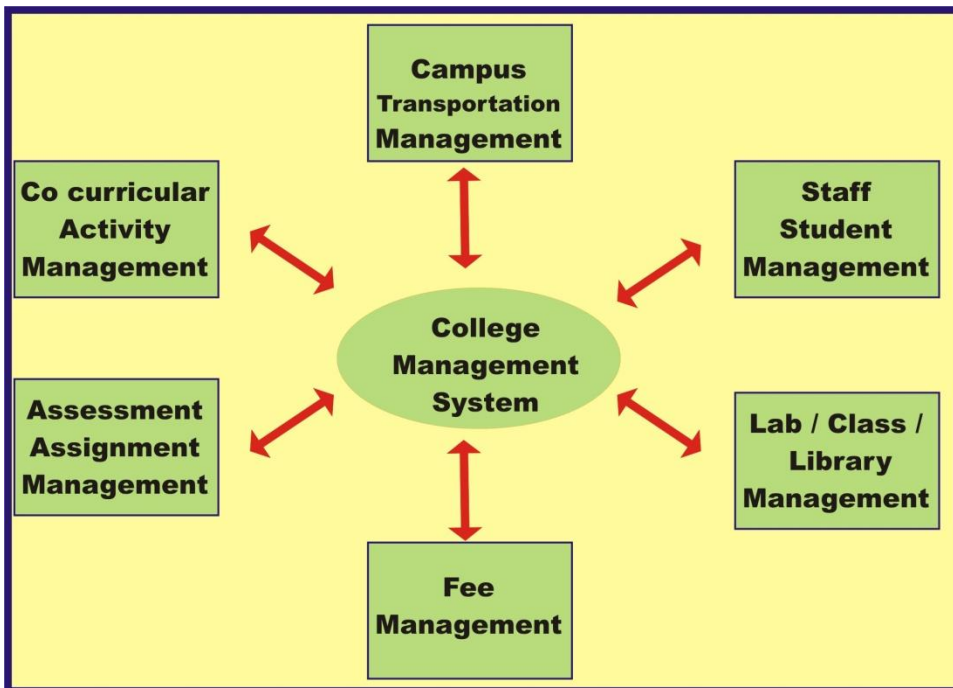 Campus
Transportation
Management
Co curricular
Activity
Management
Staff
Student
Management
College
Management
System
Assessment
Assignment
Management
Lab / Class /
Library
Management
Fee
Management